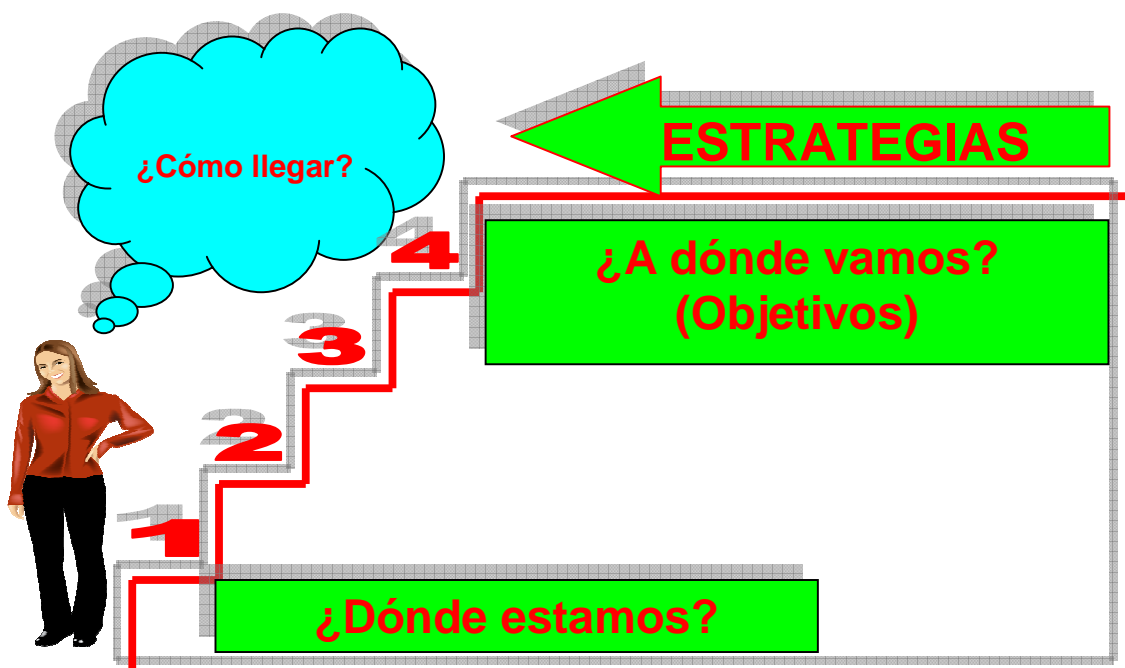 ¿Cómo llegar?
ESTRATEGIAS
¿A dónde vamos?
(Objetivos)
4
3
2
1
¿Dónde estamos?